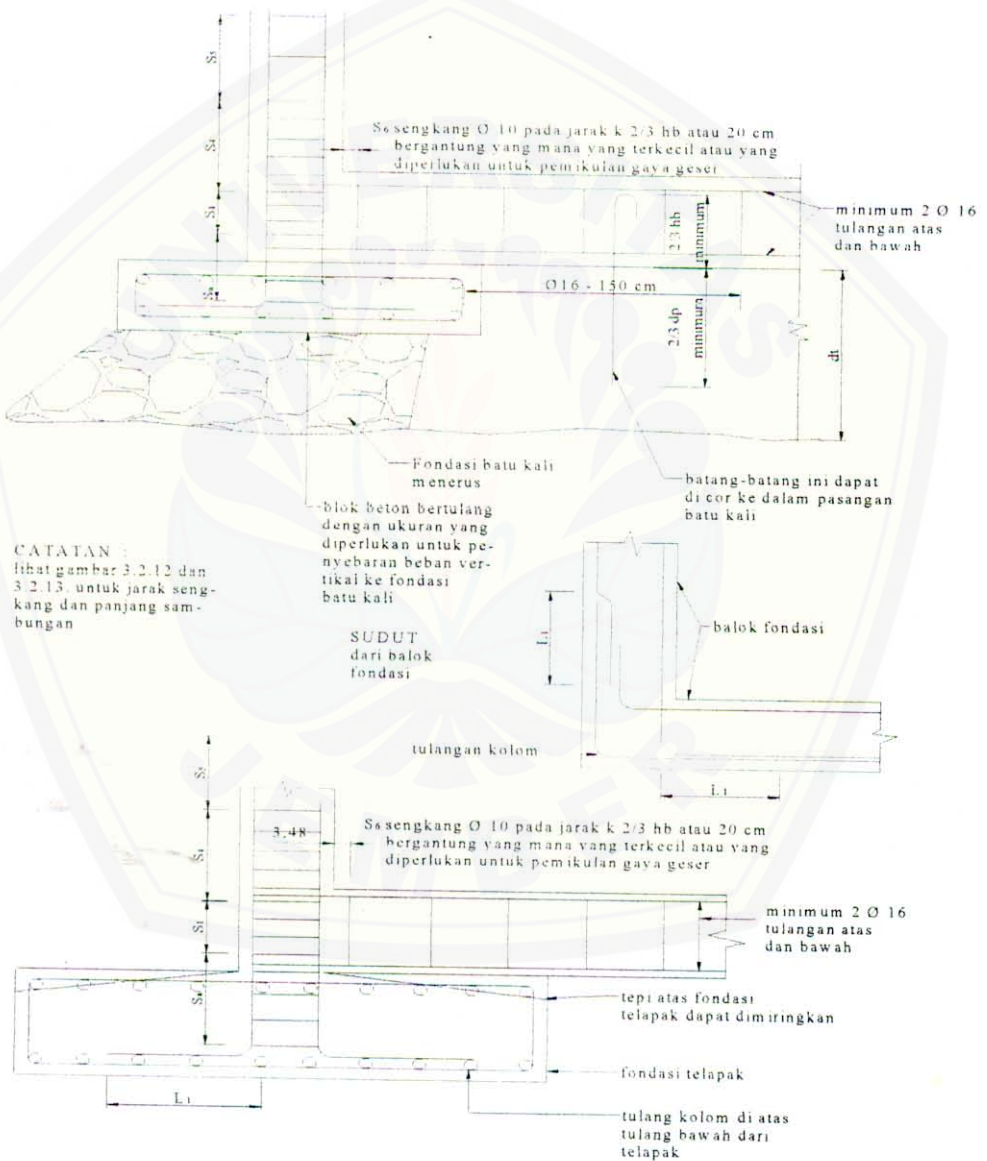 S₅
S₄
S₁
S₆
S₆ sengkang Ø 10 pada jarak k 2/3 hb atau 20 cm
bergantung yang mana yang terkecil atau yang
diperlukan untuk pemikulan gaya geser
minimum 2 Ø 16
tulangan atas
dan bawah
2/3 hb
minimum
Ø16 - 150 cm
2/3 dp
minimum
Fondasi batu kali
menerus
batang-batang ini dapat
di cor ke dalam pasangan
batu kali
blok beton bertulang
dengan ukuran yang
diperlukan untuk pe-
nyebaran beban ver-
tikal ke fondasi
batu kali
CATATAN :
lihat gambar 3.2.12 dan
3.2.13. untuk jarak seng-
kang dan panjang sam-
bungan
SUDUT
dari balok
fondasi
L₁
balok fondasi
tulangan kolom
L₁
S₅
S₄
S₁
3,48
S₆ sengkang Ø 10 pada jarak k 2/3 hb atau 20 cm
bergantung yang mana yang terkecil atau yang
diperlukan untuk pemikulan gaya geser
minimum 2 Ø 16
tulangan atas
dan bawah
tepi atas fondasi
telapak dapat dimiringkan
fondasi telapak
L₁
tulang kolom di atas
tulang bawah dari
telapak
UNIVERSITAS
JEMBER